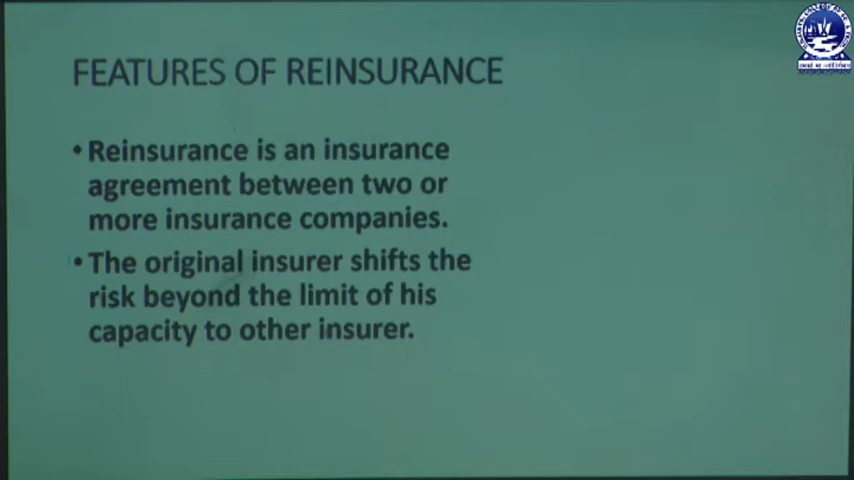 FEATURES OF REINSURANCE
• Reinsurance is an insurance
agreement between two or
more insurance companies.
• The original insurer shifts the
risk beyond the limit of his
capacity to other insurer.